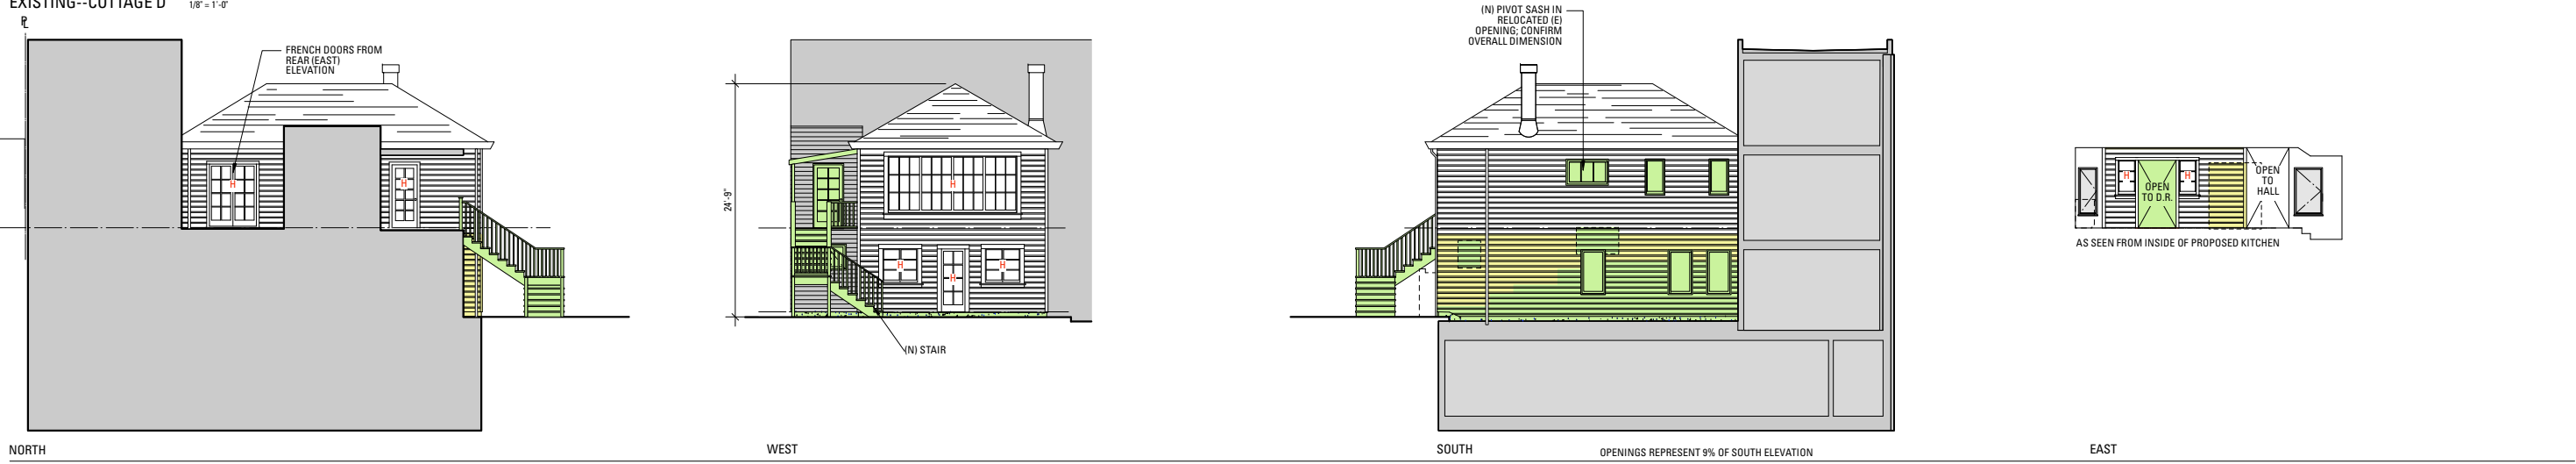 EXISTING--COTTAGE D 1/8" = 1'-0"
PL
FRENCH DOORS FROM
REAR (EAST)
ELEVATION
H
H
NORTH
24'-9"
H
H
H
H
(N) STAIR
WEST
(N) PIVOT SASH IN
RELOCATED (E)
OPENING; CONFIRM
OVERALL DIMENSION
SOUTH
OPENINGS REPRESENT 9% OF SOUTH ELEVATION
H
H
OPEN
TO D.R.
OPEN
TO
HALL
AS SEEN FROM INSIDE OF PROPOSED KITCHEN
EAST